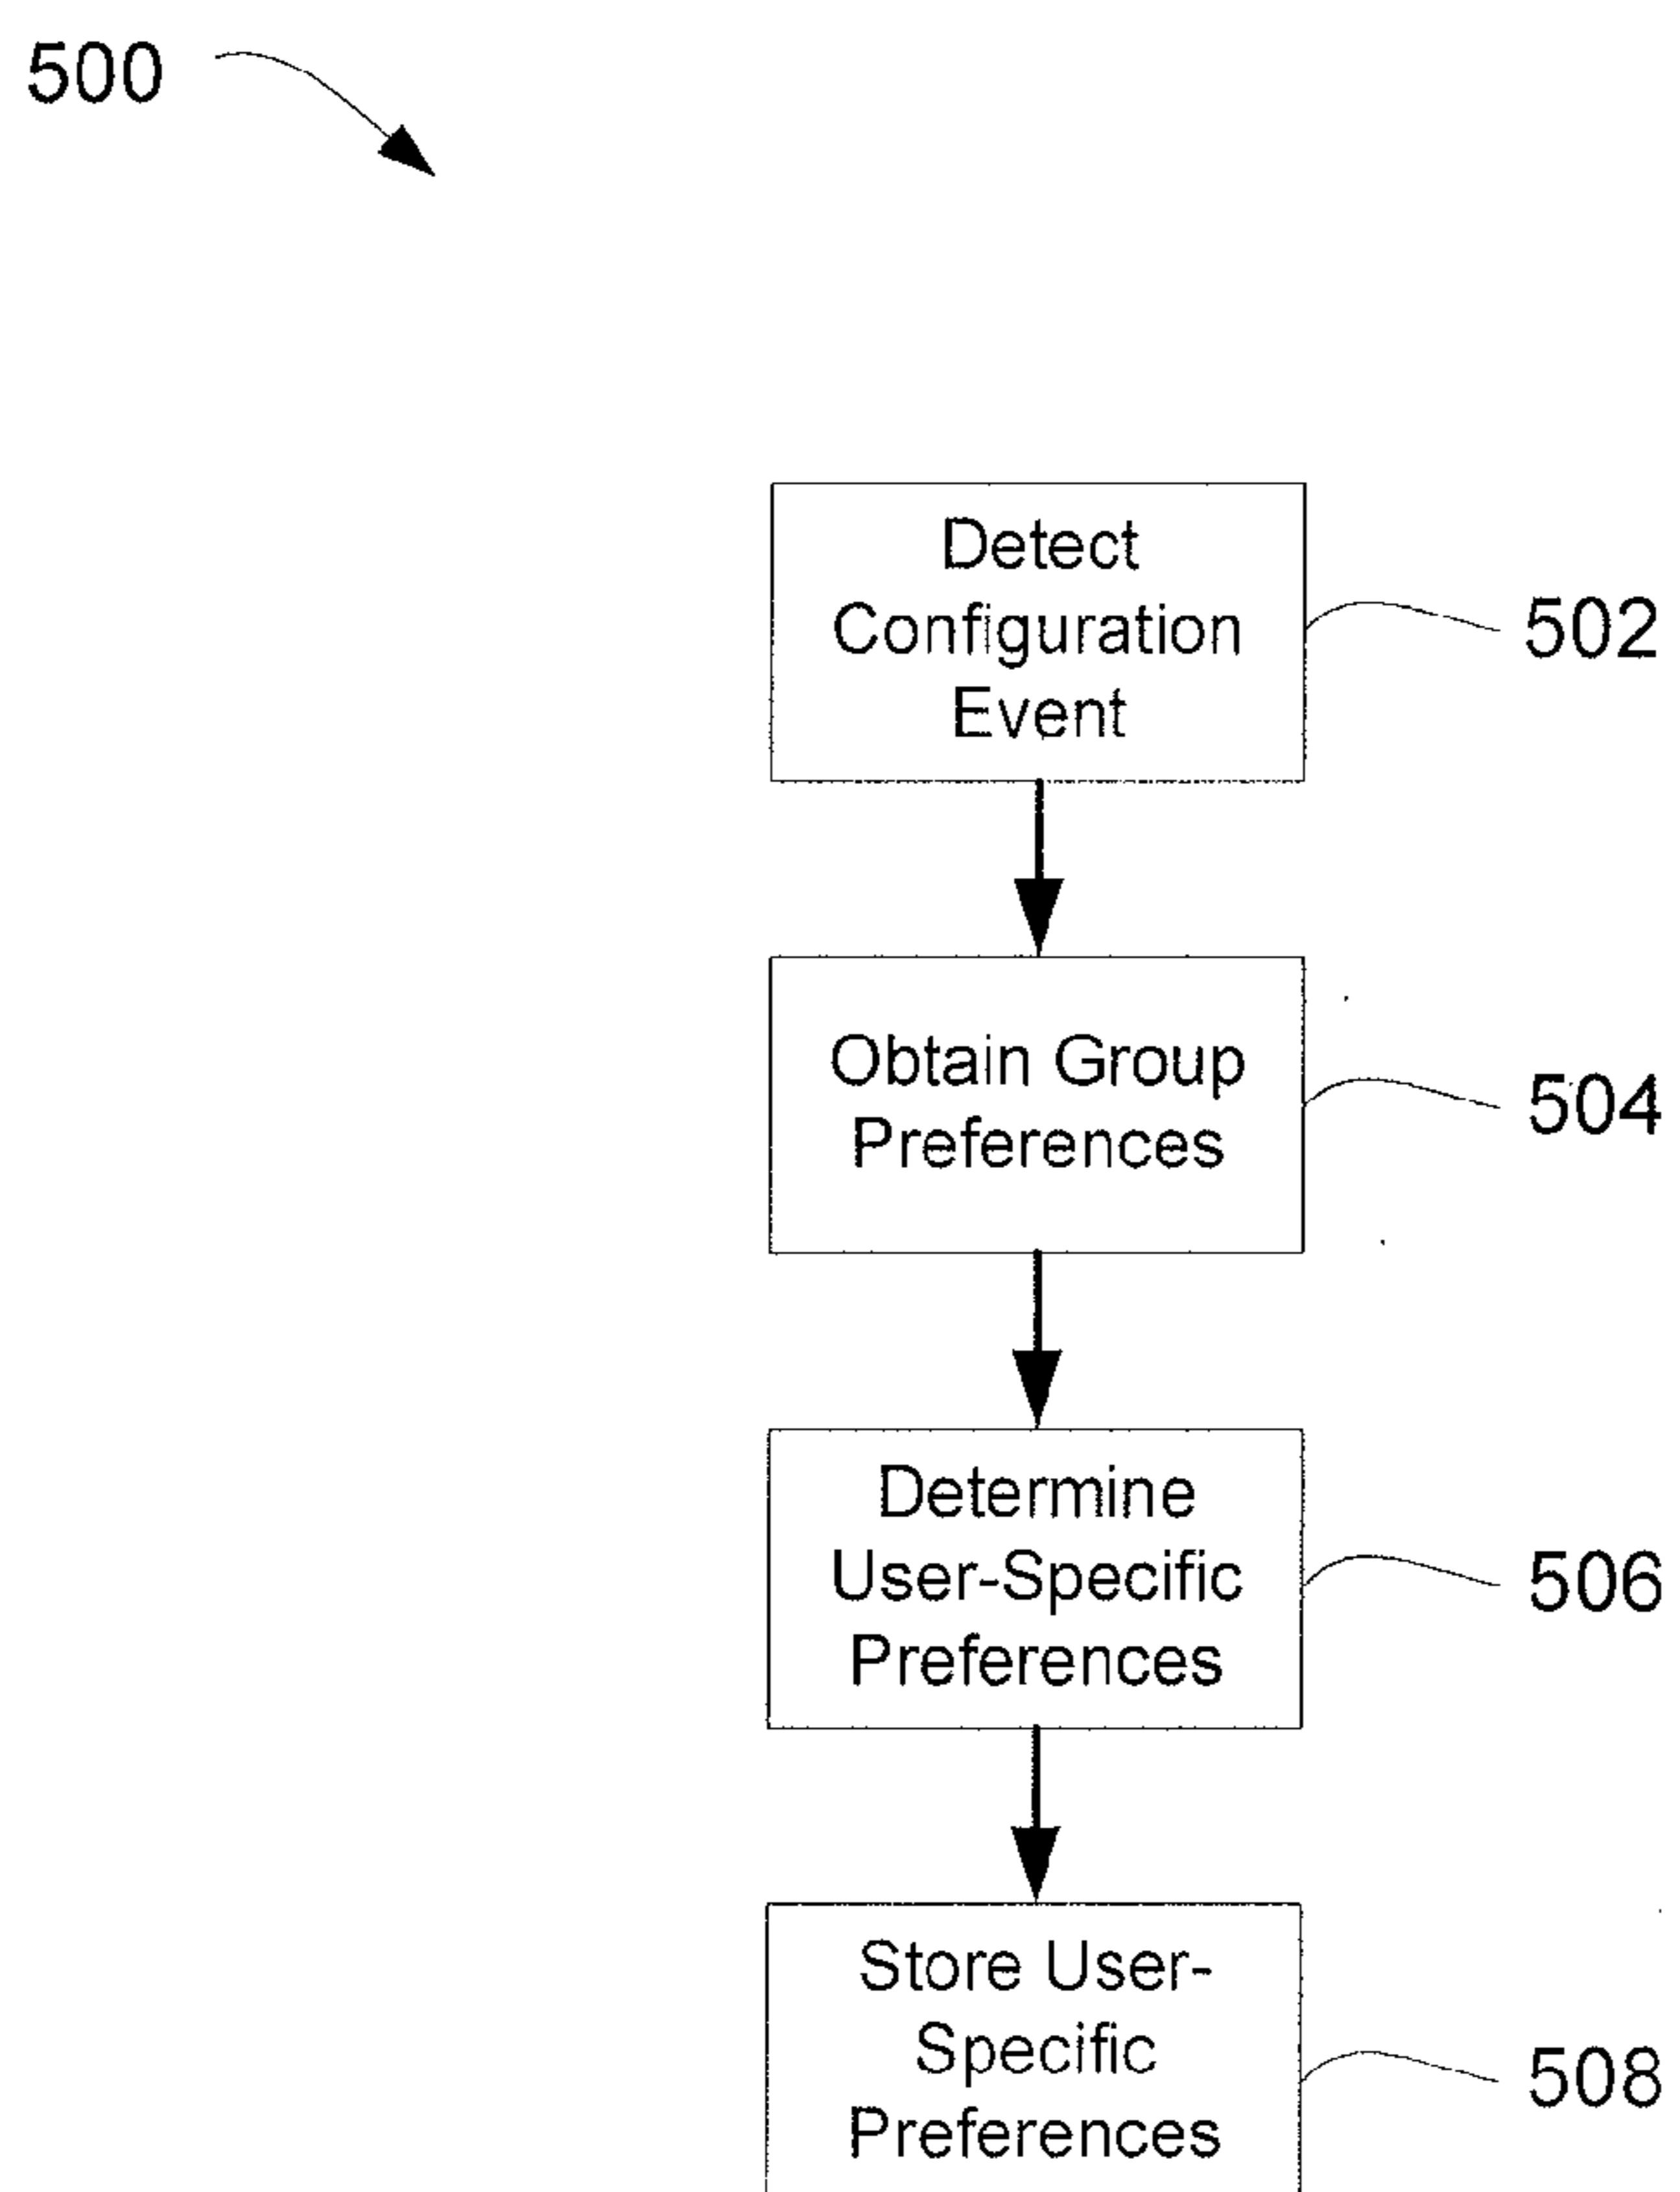 500
Detect
Configuration
Event
502
Obtain Group
Preferences
504
Determine
User-Specific
Preferences
506
Store User-
Specific
Preferences
508